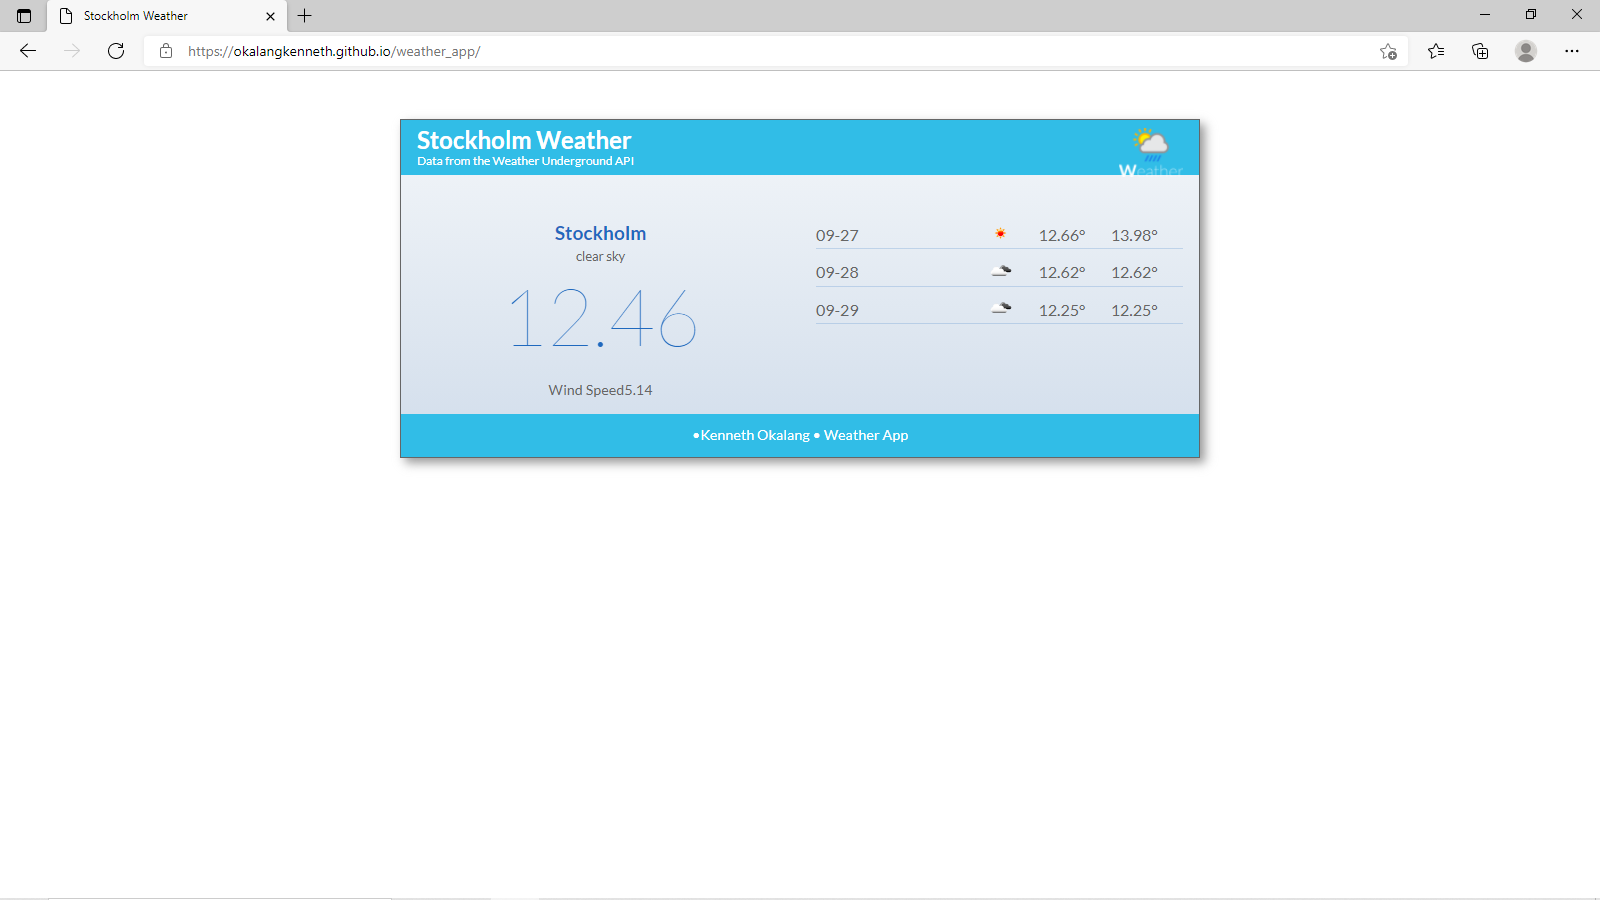 Stockholm Weather
https://okalangkenneth.github.io/weather_app/
Stockholm Weather
Data from the Weather Underground API
Weather
Stockholm
clear sky
12.46
Wind Speed5.14
09-27 12.66° 13.98°
09-28 12.62° 12.62°
09-29 12.25° 12.25°
•Kenneth Okalang • Weather App